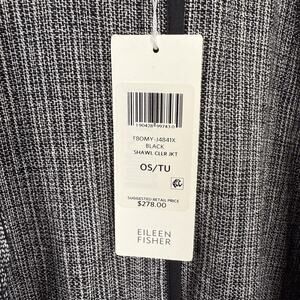 F8OMY-J4841X
BLACK
SHAWL CLLR JKT
OS/TU
SUGGESTED RETAIL PRICE
$278.00
EILEEN
FISHER